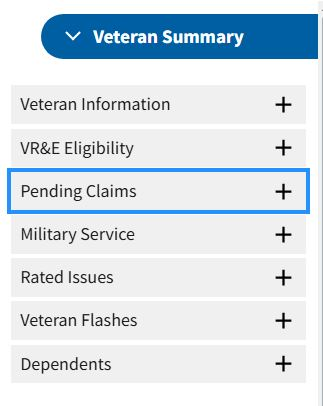 Veteran Summary
Veteran Information
VR&E Eligibility
Pending Claims
Military Service
Rated Issues
Veteran Flashes
Dependents